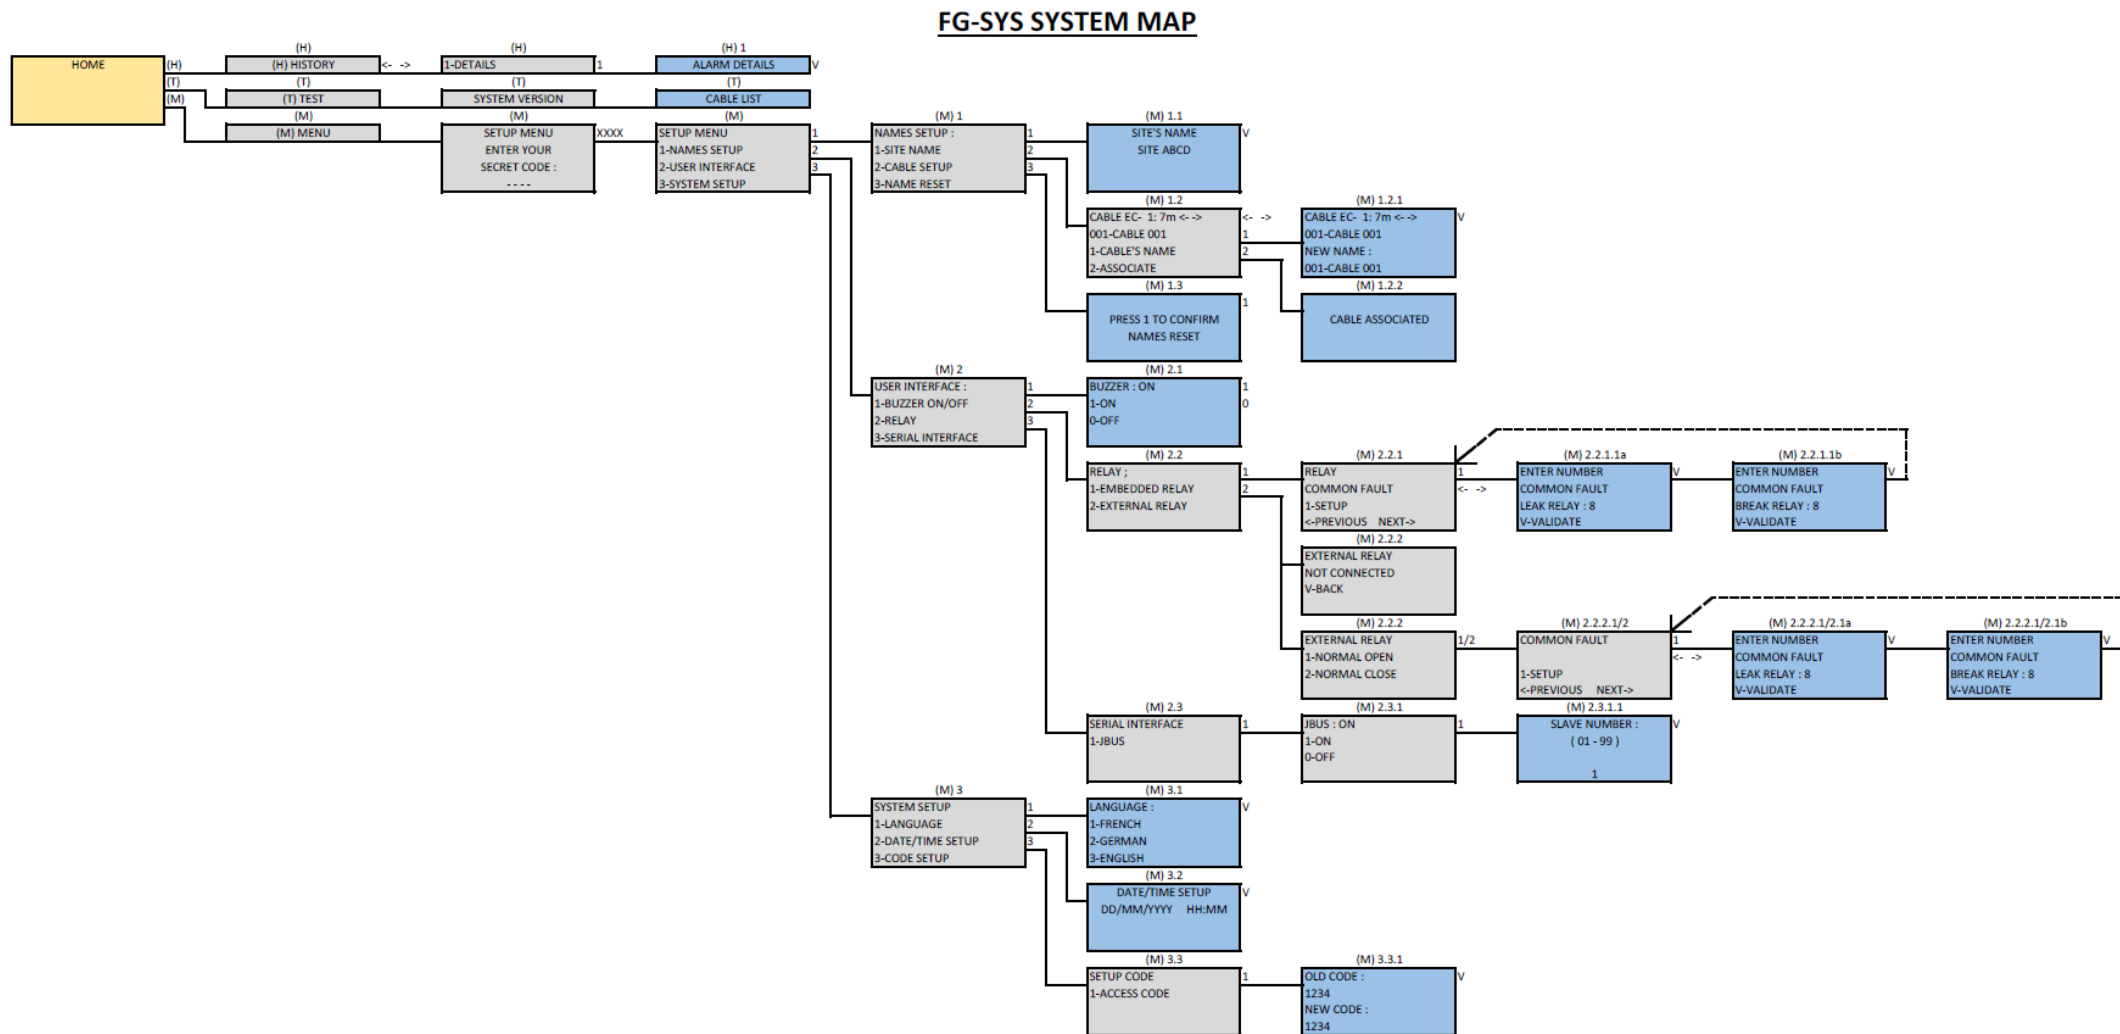 FG-SYS SYSTEM MAP
HOME
(H)
(T)
(M)
(H)
(H) HISTORY
<- ->
(H)
1-DETAILS
1
(H) 1
ALARM DETAILS
V
(T)
(T) TEST
(T)
SYSTEM VERSION
(T)
CABLE LIST
(M)
(M) MENU
(M)
SETUP MENU
ENTER YOUR
SECRET CODE :
- - - -
XXXX
(M)
SETUP MENU
1-NAMES SETUP
2-USER INTERFACE
3-SYSTEM SETUP
1
2
3
(M) 1
NAMES SETUP :
1-SITE NAME
2-CABLE SETUP
3-NAME RESET
1
2
3
(M) 1.1
SITE'S NAME
SITE ABCD
V
(M) 1.2
CABLE EC- 1: 7m <- ->
001-CABLE 001
1-CABLE'S NAME
2-ASSOCIATE
<- ->
1
2
(M) 1.2.1
CABLE EC- 1: 7m <- ->
001-CABLE 001
NEW NAME :
001-CABLE 001
V
(M) 1.3
PRESS 1 TO CONFIRM
NAMES RESET
1
(M) 1.2.2
CABLE ASSOCIATED
(M) 2
USER INTERFACE :
1-BUZZER ON/OFF
2-RELAY
3-SERIAL INTERFACE
1
2
3
(M) 2.1
BUZZER : ON
1-ON
0-OFF
1
0
(M) 2.2
RELAY ;
1-EMBEDDED RELAY
2-EXTERNAL RELAY
1
2
(M) 2.2.1
RELAY
COMMON FAULT
1-SETUP
<-PREVIOUS NEXT->
1
<- ->
(M) 2.2.1.1a
ENTER NUMBER
COMMON FAULT
LEAK RELAY : 8
V-VALIDATE
V
(M) 2.2.1.1b
ENTER NUMBER
COMMON FAULT
BREAK RELAY : 8
V-VALIDATE
V
(M) 2.2.2
EXTERNAL RELAY
NOT CONNECTED
V-BACK
(M) 2.2.2
EXTERNAL RELAY
1-NORMAL OPEN
2-NORMAL CLOSE
1/2
(M) 2.2.2.1/2
COMMON FAULT
1-SETUP
<-PREVIOUS NEXT->
1
<- ->
(M) 2.2.2.1/2.1a
ENTER NUMBER
COMMON FAULT
LEAK RELAY : 8
V-VALIDATE
V
(M) 2.2.2.1/2.1b
ENTER NUMBER
COMMON FAULT
BREAK RELAY : 8
V-VALIDATE
V
(M) 2.3
SERIAL INTERFACE
1-JBUS
1
(M) 2.3.1
JBUS : ON
1-ON
0-OFF
1
(M) 2.3.1.1
SLAVE NUMBER :
( 01 - 99 )
1
V
(M) 3
SYSTEM SETUP
1-LANGUAGE
2-DATE/TIME SETUP
3-CODE SETUP
1
2
3
(M) 3.1
LANGUAGE :
1-FRENCH
2-GERMAN
3-ENGLISH
V
(M) 3.2
DATE/TIME SETUP
DD/MM/YYYY HH:MM
V
(M) 3.3
SETUP CODE
1-ACCESS CODE
1
(M) 3.3.1
OLD CODE :
1234
NEW CODE :
1234
V